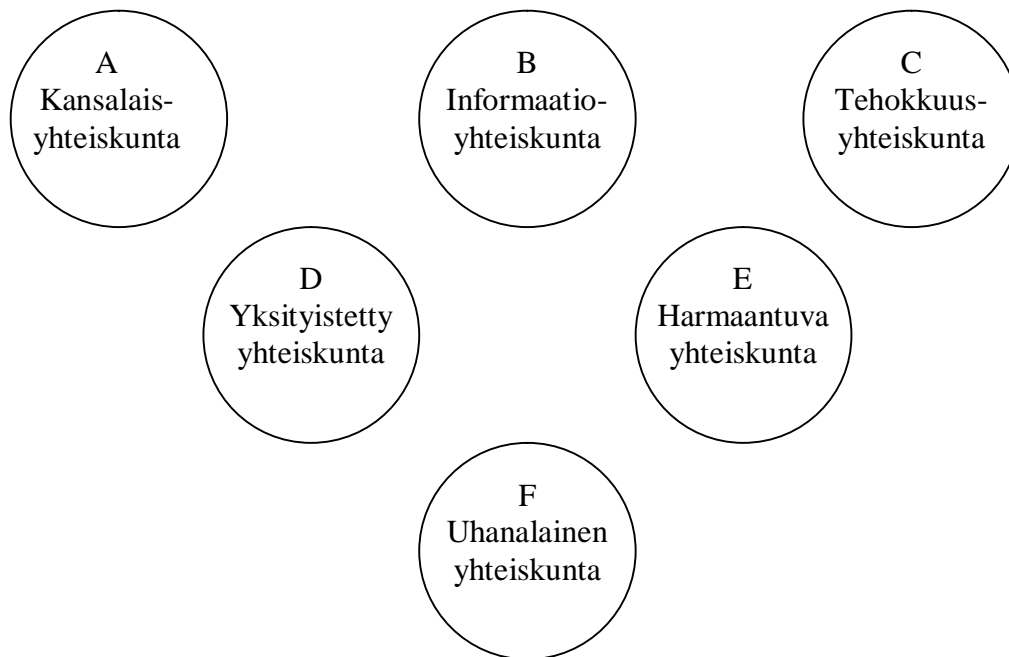 A
Kansalais-
yhteiskunta
B
Informaatio-
yhteiskunta
C
Tehokkuus-
yhteiskunta
D
Yksityistetty
yhteiskunta
E
Harmaantuva
yhteiskunta
F
Uhanalainen
yhteiskunta